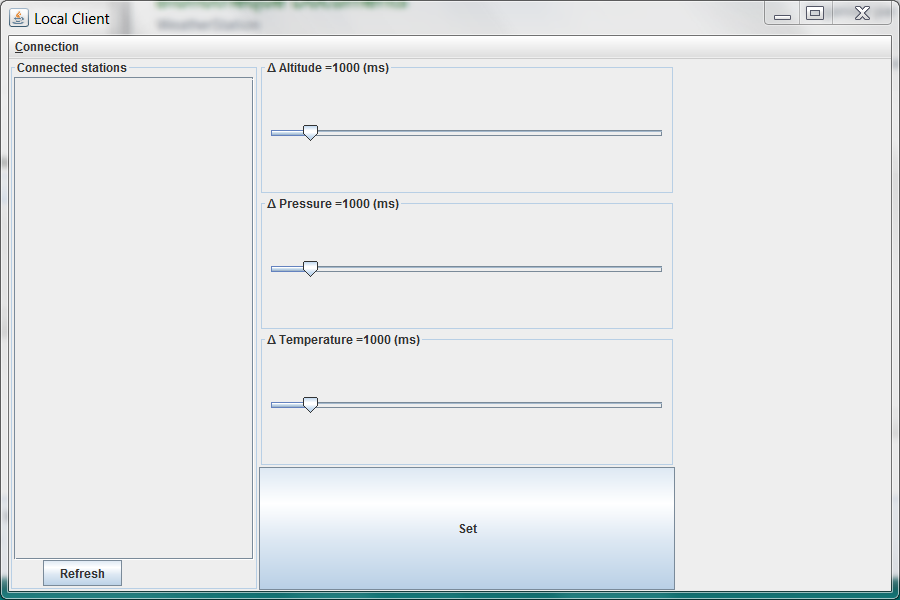 Local Client
Connection
Connected stations
Δ Altitude =1000 (ms)
Δ Pressure =1000 (ms)
Δ Temperature =1000 (ms)
Set
Refresh